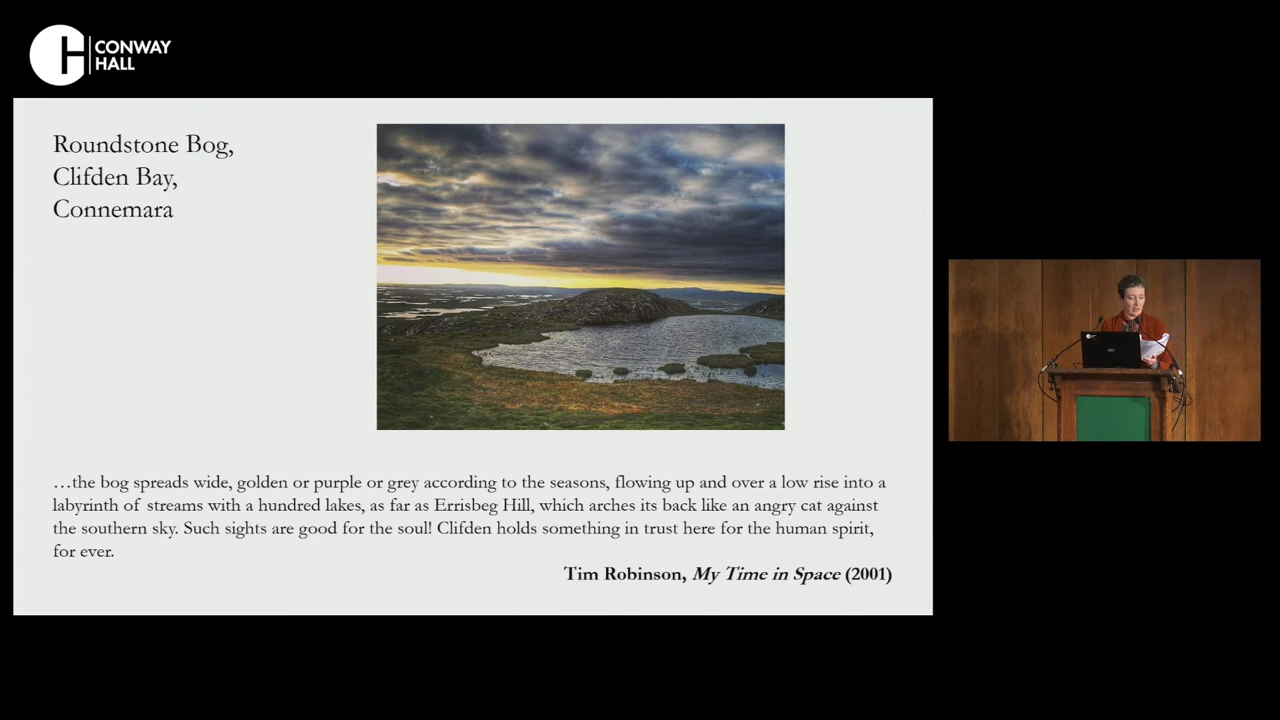 CONWAY
HALL
Roundstone Bog,
Clifden Bay,
Connemara
…the bog spreads wide, golden or purple or grey according to the seasons, flowing up and over a low rise into a
labyrinth of streams with a hundred lakes, as far as Errisbeg Hill, which arches its back like an angry cat against
the southern sky. Such sights are good for the soul! Clifden holds something in trust here for the human spirit,
for ever.
Tim Robinson, My Time in Space (2001)